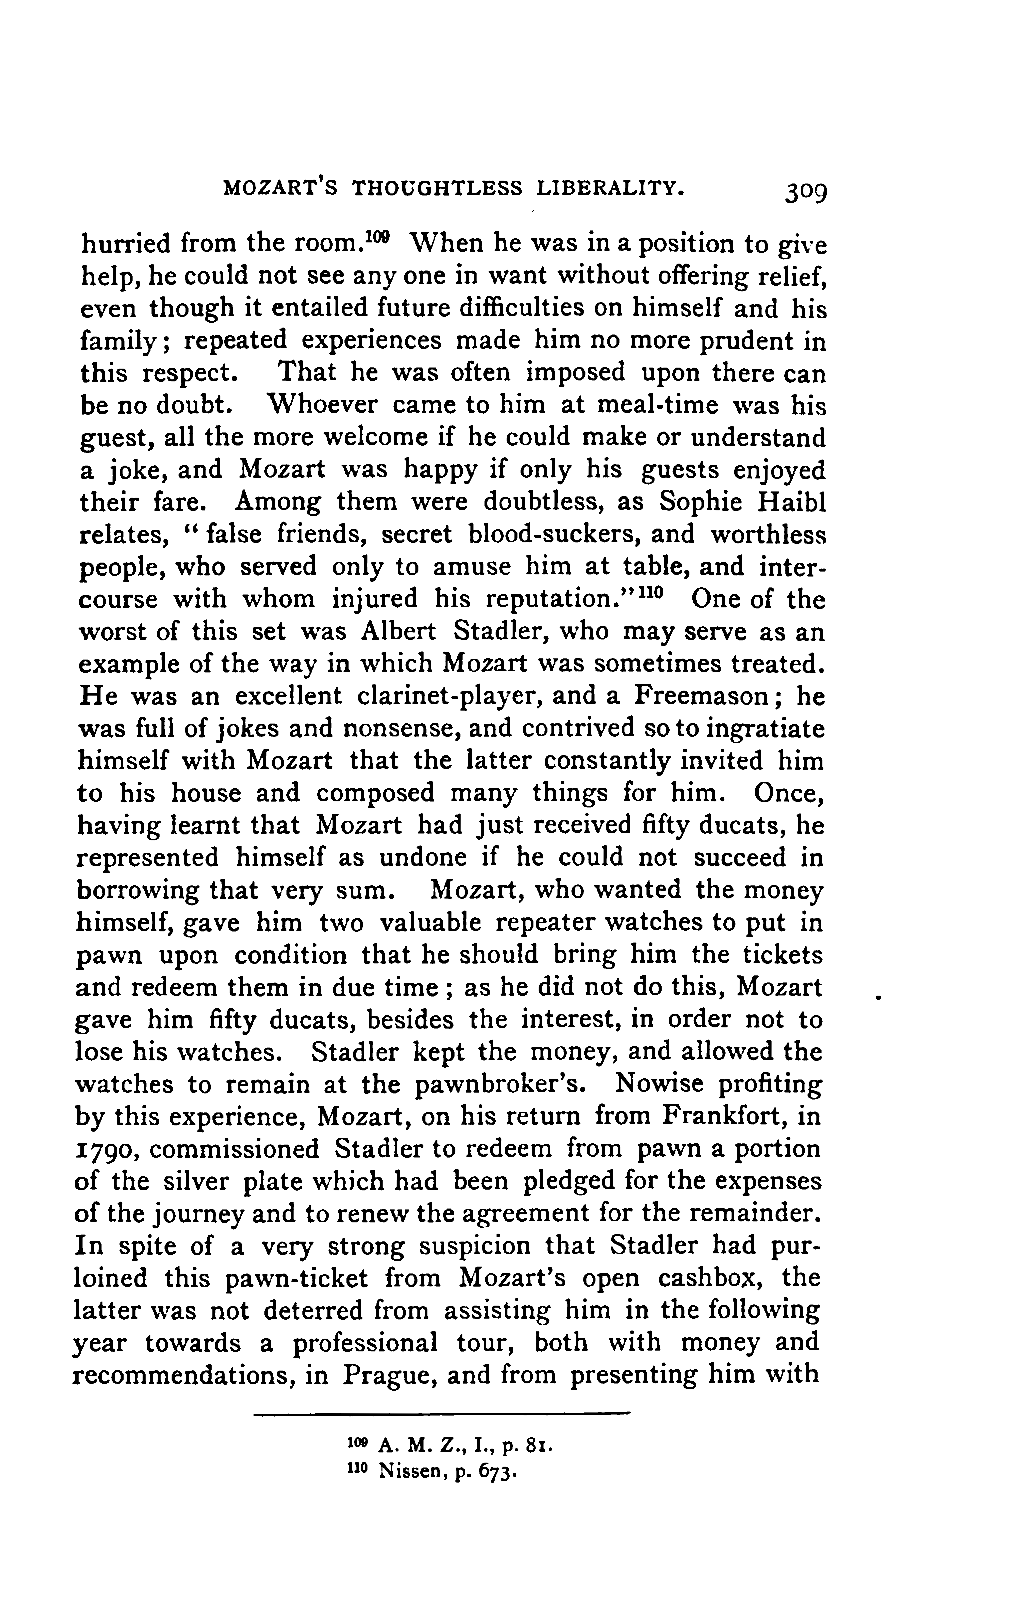 MOZART'S THOUGHTLESS LIBERALITY. 309
hurried from the room.¹⁰⁹ When he was in a position to give
help, he could not see any one in want without offering relief,
even though it entailed future difficulties on himself and his
family; repeated experiences made him no more prudent in
this respect. That he was often imposed upon there can
be no doubt. Whoever came to him at meal-time was his
guest, all the more welcome if he could make or understand
a joke, and Mozart was happy if only his guests enjoyed
their fare. Among them were doubtless, as Sophie Haibl
relates, "false friends, secret blood-suckers, and worthless
people, who served only to amuse him at table, and inter-
course with whom injured his reputation."¹¹⁰ One of the
worst of this set was Albert Stadler, who may serve as an
example of the way in which Mozart was sometimes treated.
He was an excellent clarinet-player, and a Freemason; he
was full of jokes and nonsense, and contrived so to ingratiate
himself with Mozart that the latter constantly invited him
to his house and composed many things for him. Once,
having learnt that Mozart had just received fifty ducats, he
represented himself as undone if he could not succeed in
borrowing that very sum. Mozart, who wanted the money
himself, gave him two valuable repeater watches to put in
pawn upon condition that he should bring him the tickets
and redeem them in due time; as he did not do this, Mozart
gave him fifty ducats, besides the interest, in order not to
lose his watches. Stadler kept the money, and allowed the
watches to remain at the pawnbroker's. Nowise profiting
by this experience, Mozart, on his return from Frankfort, in
1790, commissioned Stadler to redeem from pawn a portion
of the silver plate which had been pledged for the expenses
of the journey and to renew the agreement for the remainder.
In spite of a very strong suspicion that Stadler had pur-
loined this pawn-ticket from Mozart's open cashbox, the
latter was not deterred from assisting him in the following
year towards a professional tour, both with money and
recommendations, in Prague, and from presenting him with
¹⁰⁹ A. M. Z., I., p. 81.
¹¹⁰ Nissen, p. 673.